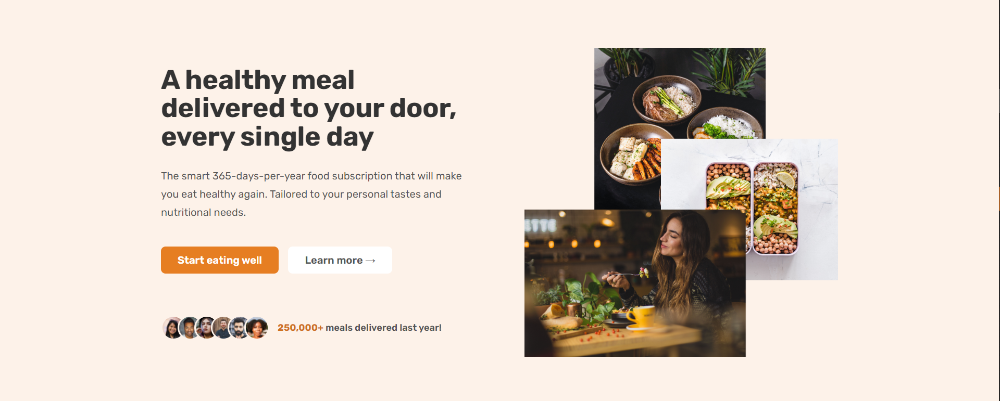 A healthy meal
delivered to your door,
every single day
The smart 365-days-per-year food subscription that will make
you eat healthy again. Tailored to your personal tastes and
nutritional needs.
Start eating well
Learn more →
250,000+ meals delivered last year!
ETTE